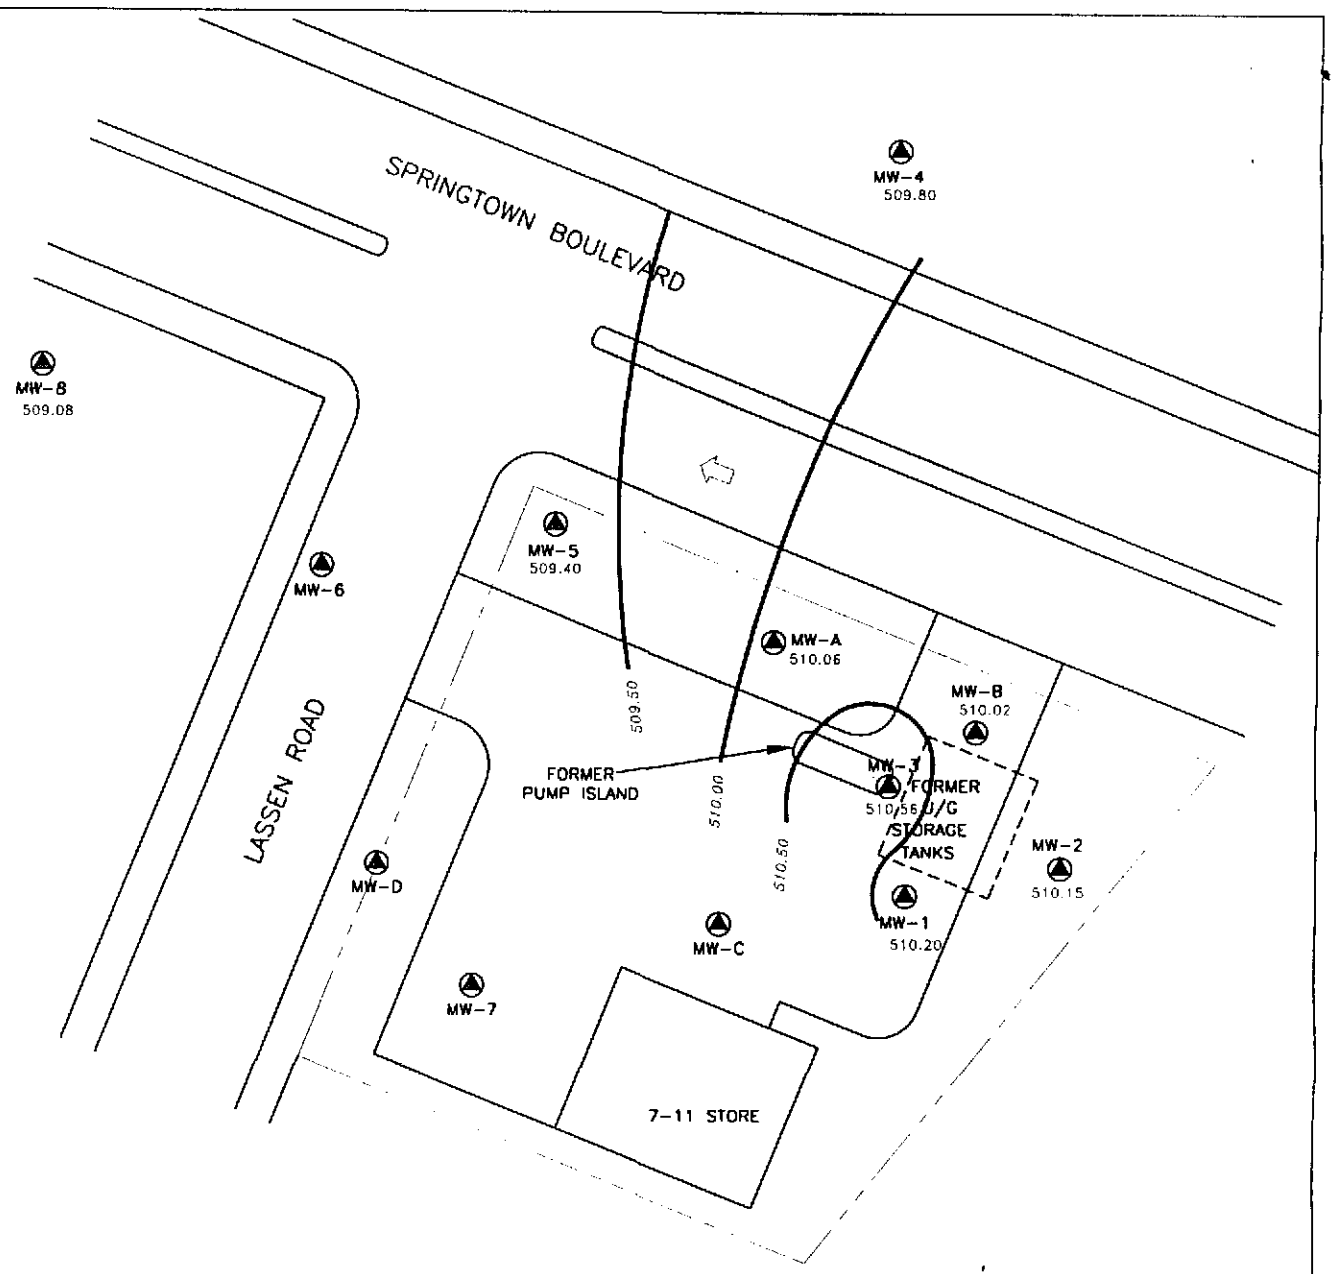 MW-4
509.80
SPRINGTOWN BOULEVARD
MW-8
509.08
MW-5
509.40
MW-6
MW-A
510.06
MW-B
510.02
509.50
LASSEN ROAD
FORMER
PUMP ISLAND
510.00
MW-3
510.56
FORMER
U/G
STORAGE
TANKS
510.50
MW-2
510.15
MW-D
MW-1
510.20
MW-C
MW-7
7-11 STORE